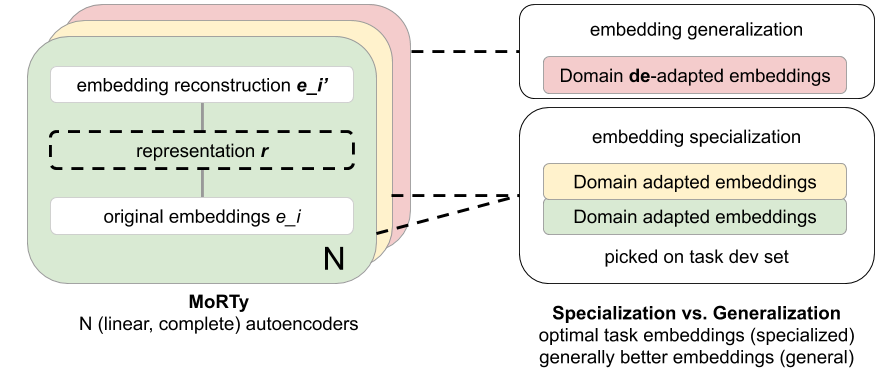 embedding reconstruction e_i’
representation r
original embeddings e_i
N
MoRTy
N (linear, complete) autoencoders
embedding generalization
Domain de-adapted embeddings
embedding specialization
Domain adapted embeddings
Domain adapted embeddings
picked on task dev set
Specialization vs. Generalization
optimal task embeddings (specialized)
generally better embeddings (general)